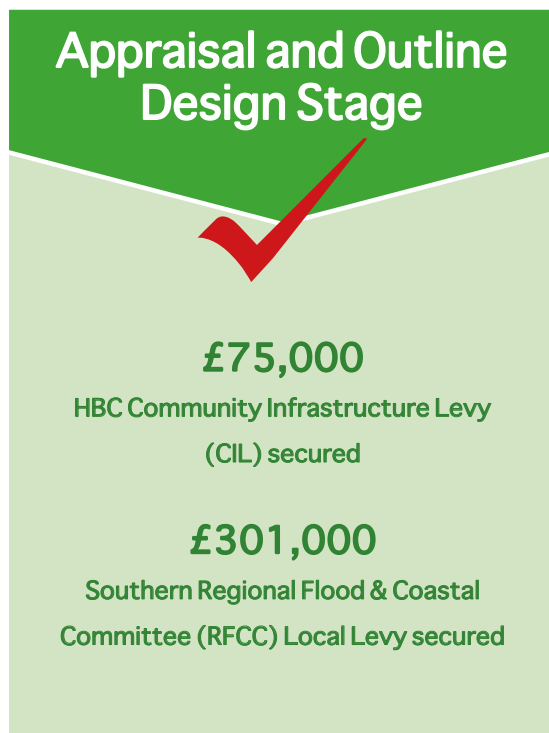 Appraisal and Outline
Design Stage
£75,000
HBC Community Infrastructure Levy
(CIL) secured
£301,000
Southern Regional Flood & Coastal
Committee (RFCC) Local Levy secured